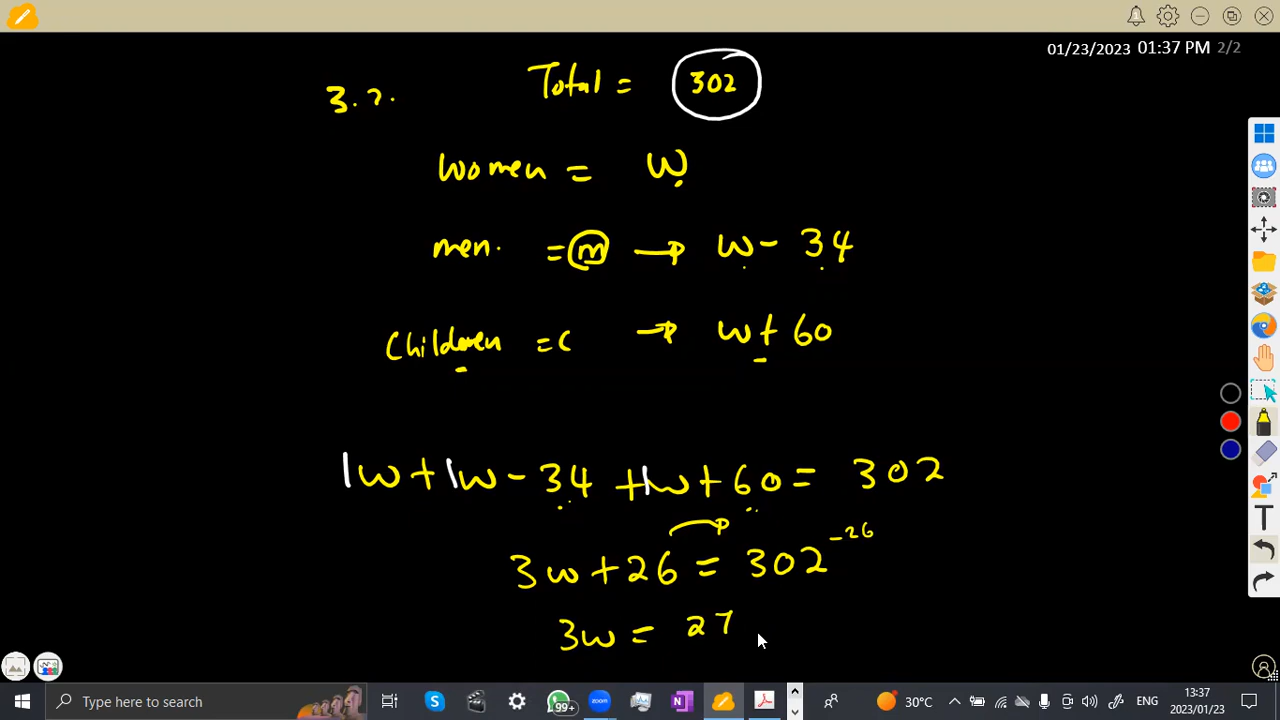 01/23/2023 01:37 PM 2/2
3.2. Total = 302
women = w
men. = m → w - 34
children = c → w + 60
1w + 1w - 34 + 1w + 60 = 302
3w + 26 = 302 -26
3w = 27
T
Type here to search
99+
30°C
ENG
13:37
2023/01/23